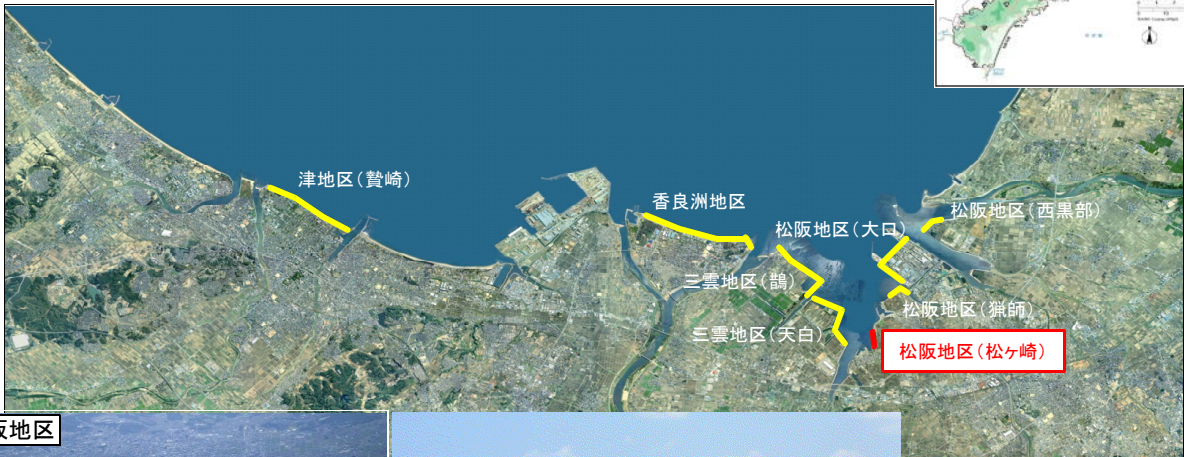 津地区(贄崎)
香良洲地区
松阪地区(西黒部)
松阪地区(大口)
三雲地区(鵲)
松阪地区(猟師)
三雲地区(天白)
松阪地区(松ヶ崎)
阪地区